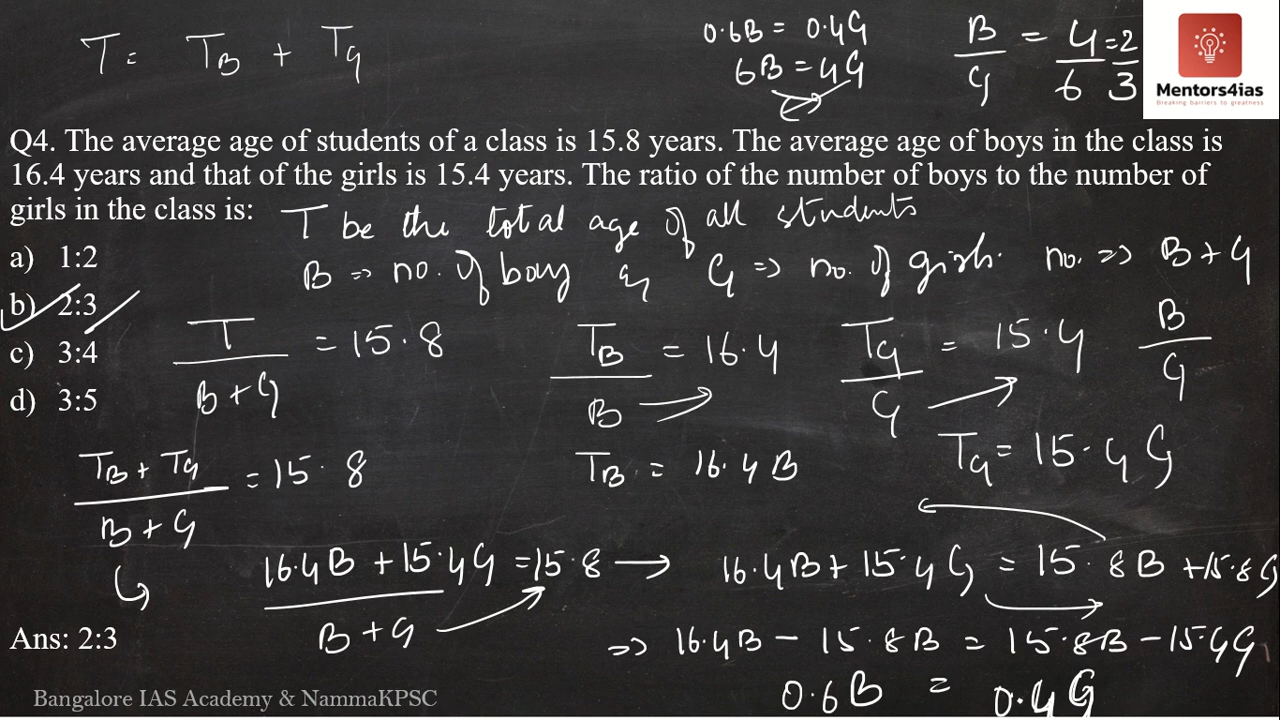 T = T_B + T_G
0.6B = 0.4G
6B = 4G
B/G = 4/6 = 2/3
Mentors4ias
Breaking barriers to greatness
Q4. The average age of students of a class is 15.8 years. The average age of boys in the class is
16.4 years and that of the girls is 15.4 years. The ratio of the number of boys to the number of
girls in the class is:
T be the total age of all students
a) 1:2
B => no. of boy & G => no. of girls. no. => B+G
b) 2:3
c) 3:4
d) 3:5
T/(B+G) = 15.8
T_B/B = 16.4
T_G/G = 15.4
B/G
(T_B + T_G)/(B+G) = 15.8
T_B = 16.4B
T_G = 15.4G
(16.4B + 15.4G)/(B+G) = 15.8 →
16.4B + 15.4G = 15.8B + 15.8G
Ans: 2:3
=> 16.4B - 15.8B = 15.8B - 15.4G
0.6B = 0.4G
Bangalore IAS Academy & NammaKPSC